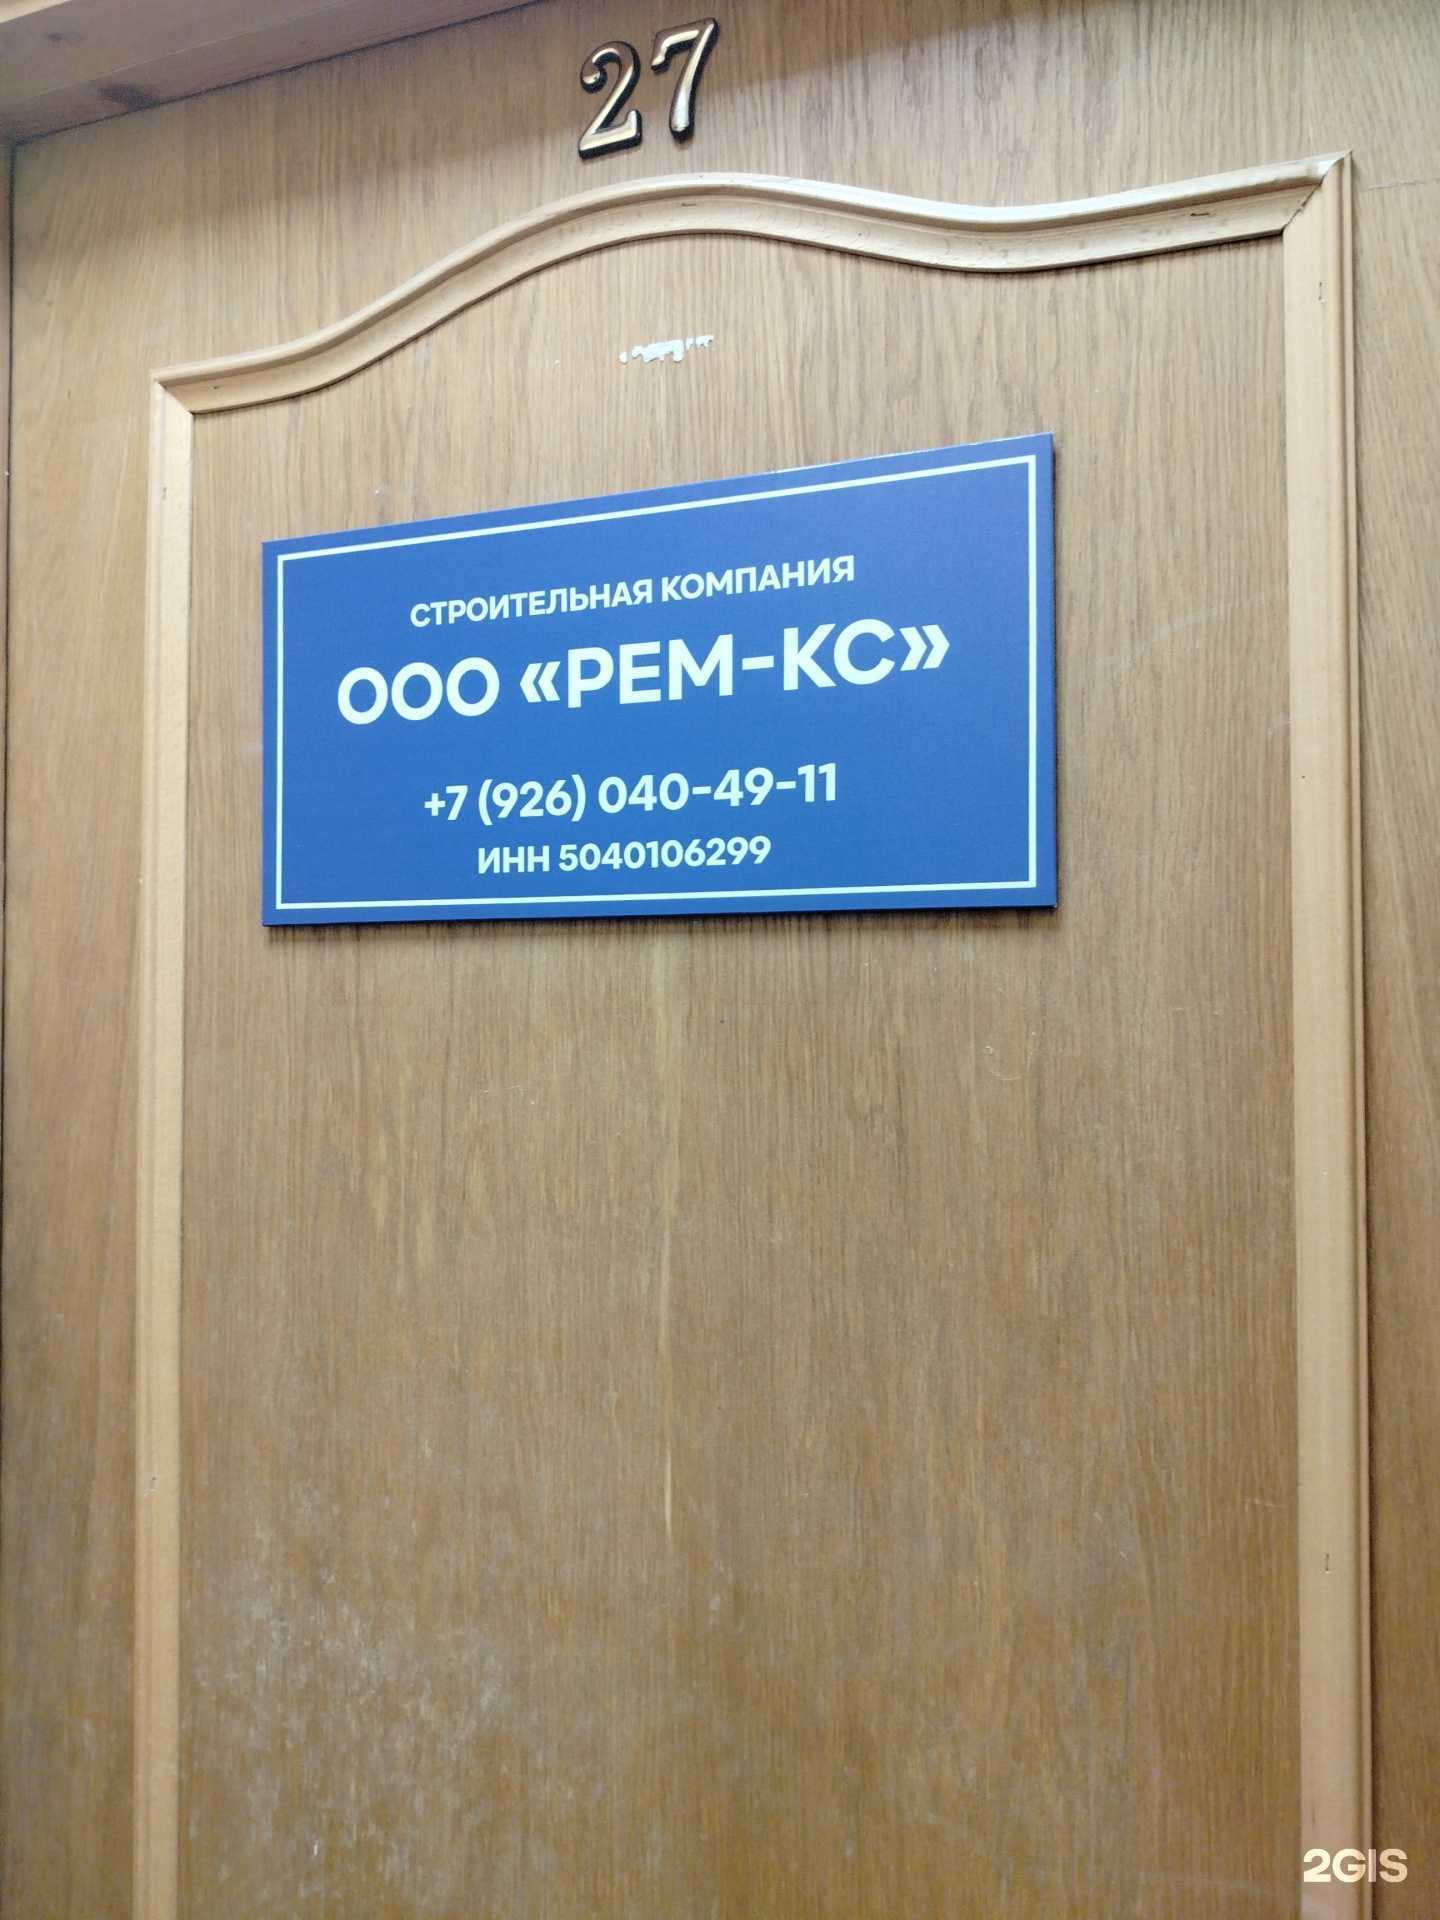 27
СТРОИТЕЛЬНАЯ КОМПАНИЯ
ООО «РЕМ-КС»
+7 (926) 040-49-11
ИНН 5040106299
2GIS